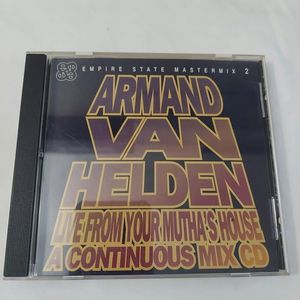 EMPIRE STATE MASTERMIX 2
ARMAND
VAN
HELDEN
LIVE FROM YOUR MUTHA'S HOUSE
A CONTINUOUS MIX CD